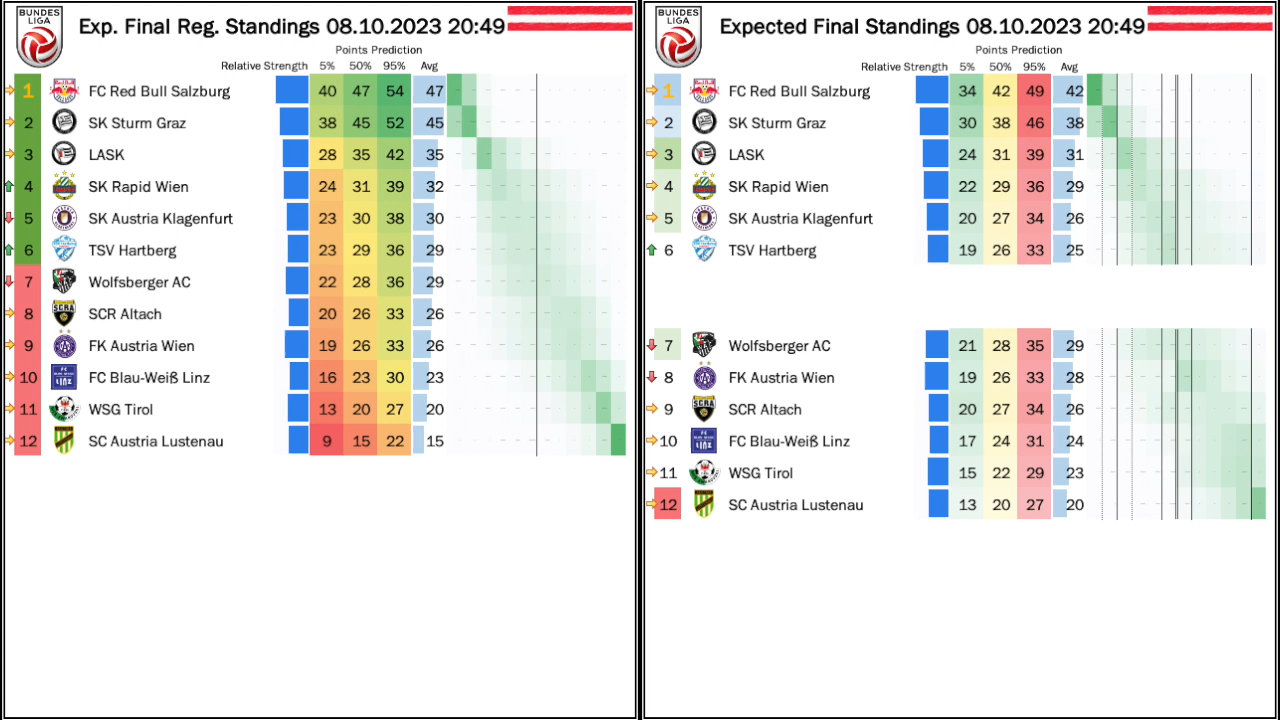 BUNDES
LIGA
Exp. Final Reg. Standings 08.10.2023 20:49
Points Prediction
Relative Strength 5% 50% 95% Avg
1 FC Red Bull Salzburg 40 47 54 47
2 SK Sturm Graz 38 45 52 45
3 LASK 28 35 42 35
4 SK Rapid Wien 24 31 39 32
5 SK Austria Klagenfurt 23 30 38 30
6 TSV Hartberg 23 29 36 29
7 Wolfsberger AC 22 28 36 29
8 SCR Altach 20 26 33 26
9 FK Austria Wien 19 26 33 26
10 FC Blau-Weiß Linz 16 23 30 23
11 WSG Tirol 13 20 27 20
12 SC Austria Lustenau 9 15 22 15
BUNDES
LIGA
Expected Final Standings 08.10.2023 20:49
Points Prediction
Relative Strength 5% 50% 95% Avg
1 FC Red Bull Salzburg 34 42 49 42
2 SK Sturm Graz 30 38 46 38
3 LASK 24 31 39 31
4 SK Rapid Wien 22 29 36 29
5 SK Austria Klagenfurt 20 27 34 26
6 TSV Hartberg 19 26 33 25
7 Wolfsberger AC 21 28 35 29
8 FK Austria Wien 19 26 33 28
9 SCR Altach 20 27 34 26
10 FC Blau-Weiß Linz 17 24 31 24
11 WSG Tirol 15 22 29 23
12 SC Austria Lustenau 13 20 27 20